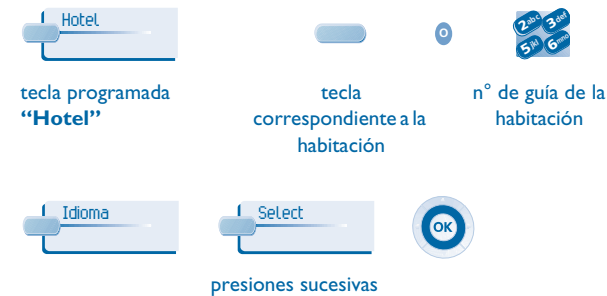 Hotel
O
2abc 3def
5jkl 6mno
tecla programada
“Hotel”
tecla
correspondiente a la
habitación
n° de guía de la
habitación
Idioma
Select
OK
presiones sucesivas